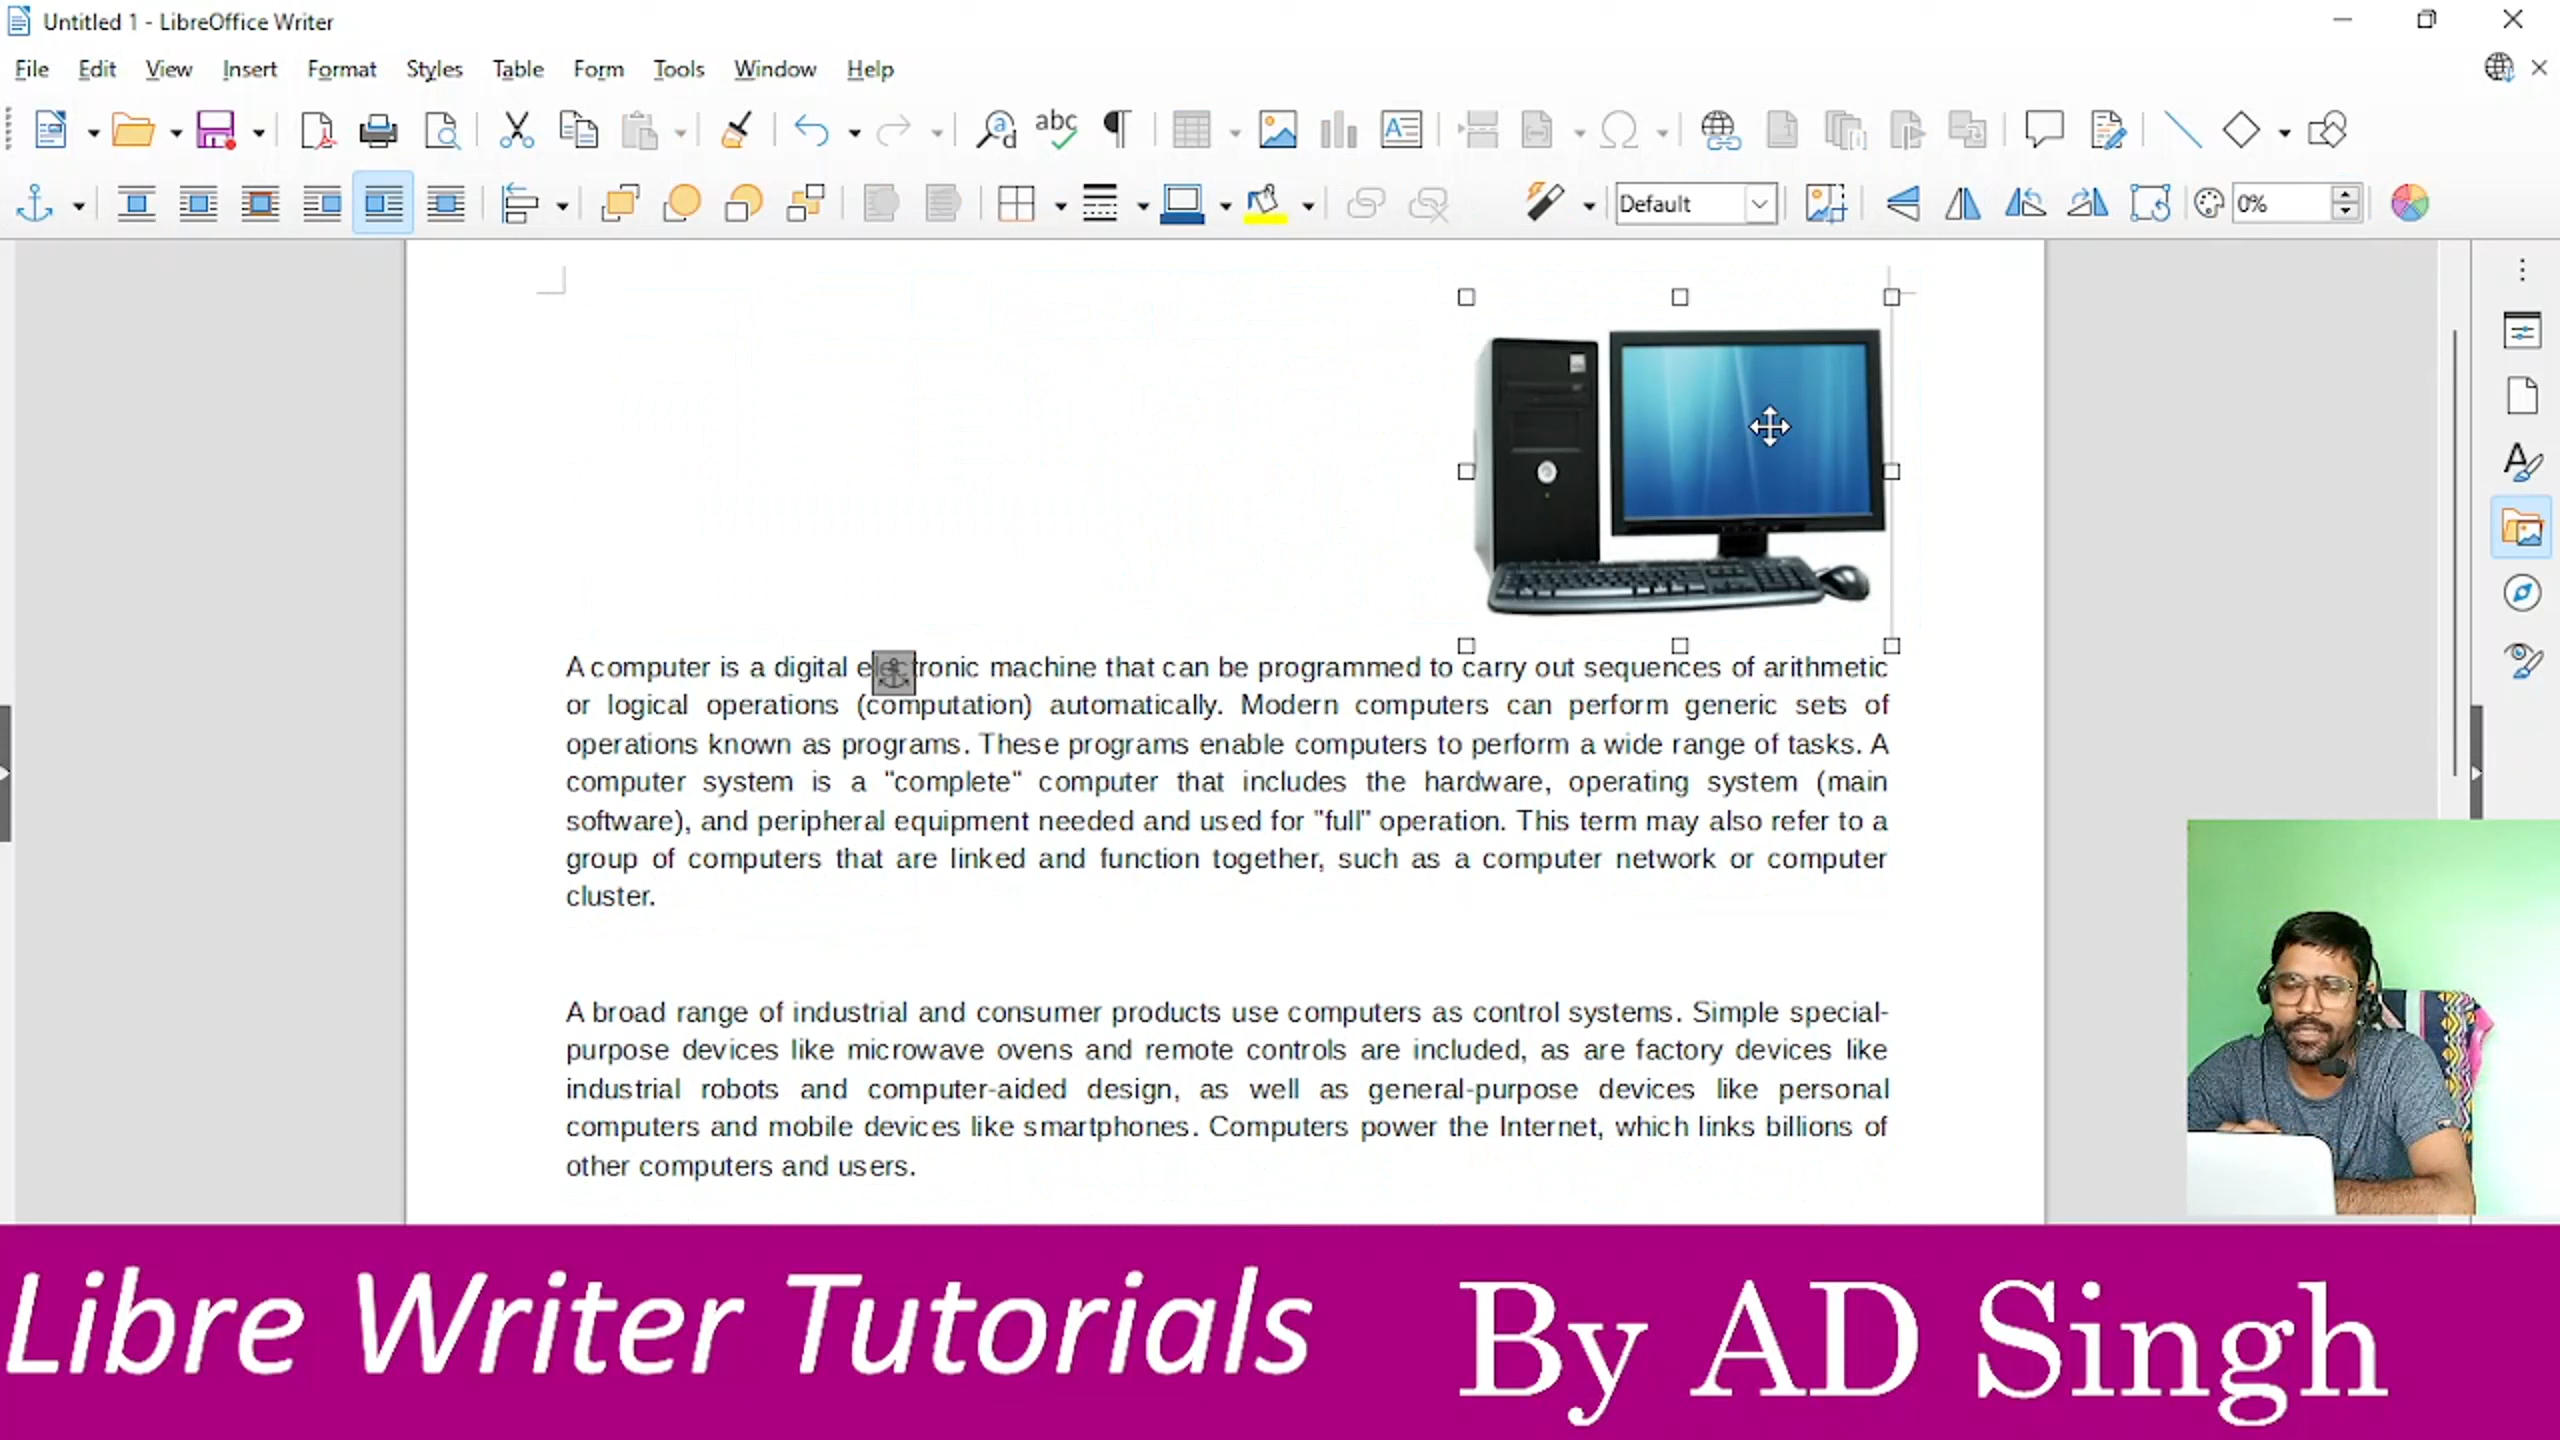 Untitled 1 - LibreOffice Writer
File Edit View Insert Format Styles Table Form Tools Window Help
abc
Default
0%
A computer is a digital electronic machine that can be programmed to carry out sequences of arithmetic
or logical operations (computation) automatically. Modern computers can perform generic sets of
operations known as programs. These programs enable computers to perform a wide range of tasks. A
computer system is a "complete" computer that includes the hardware, operating system (main
software), and peripheral equipment needed and used for "full" operation. This term may also refer to a
group of computers that are linked and function together, such as a computer network or computer
cluster.
A broad range of industrial and consumer products use computers as control systems. Simple special-
purpose devices like microwave ovens and remote controls are included, as are factory devices like
industrial robots and computer-aided design, as well as general-purpose devices like personal
computers and mobile devices like smartphones. Computers power the Internet, which links billions of
other computers and users.
Libre Writer Tutorials By AD Singh